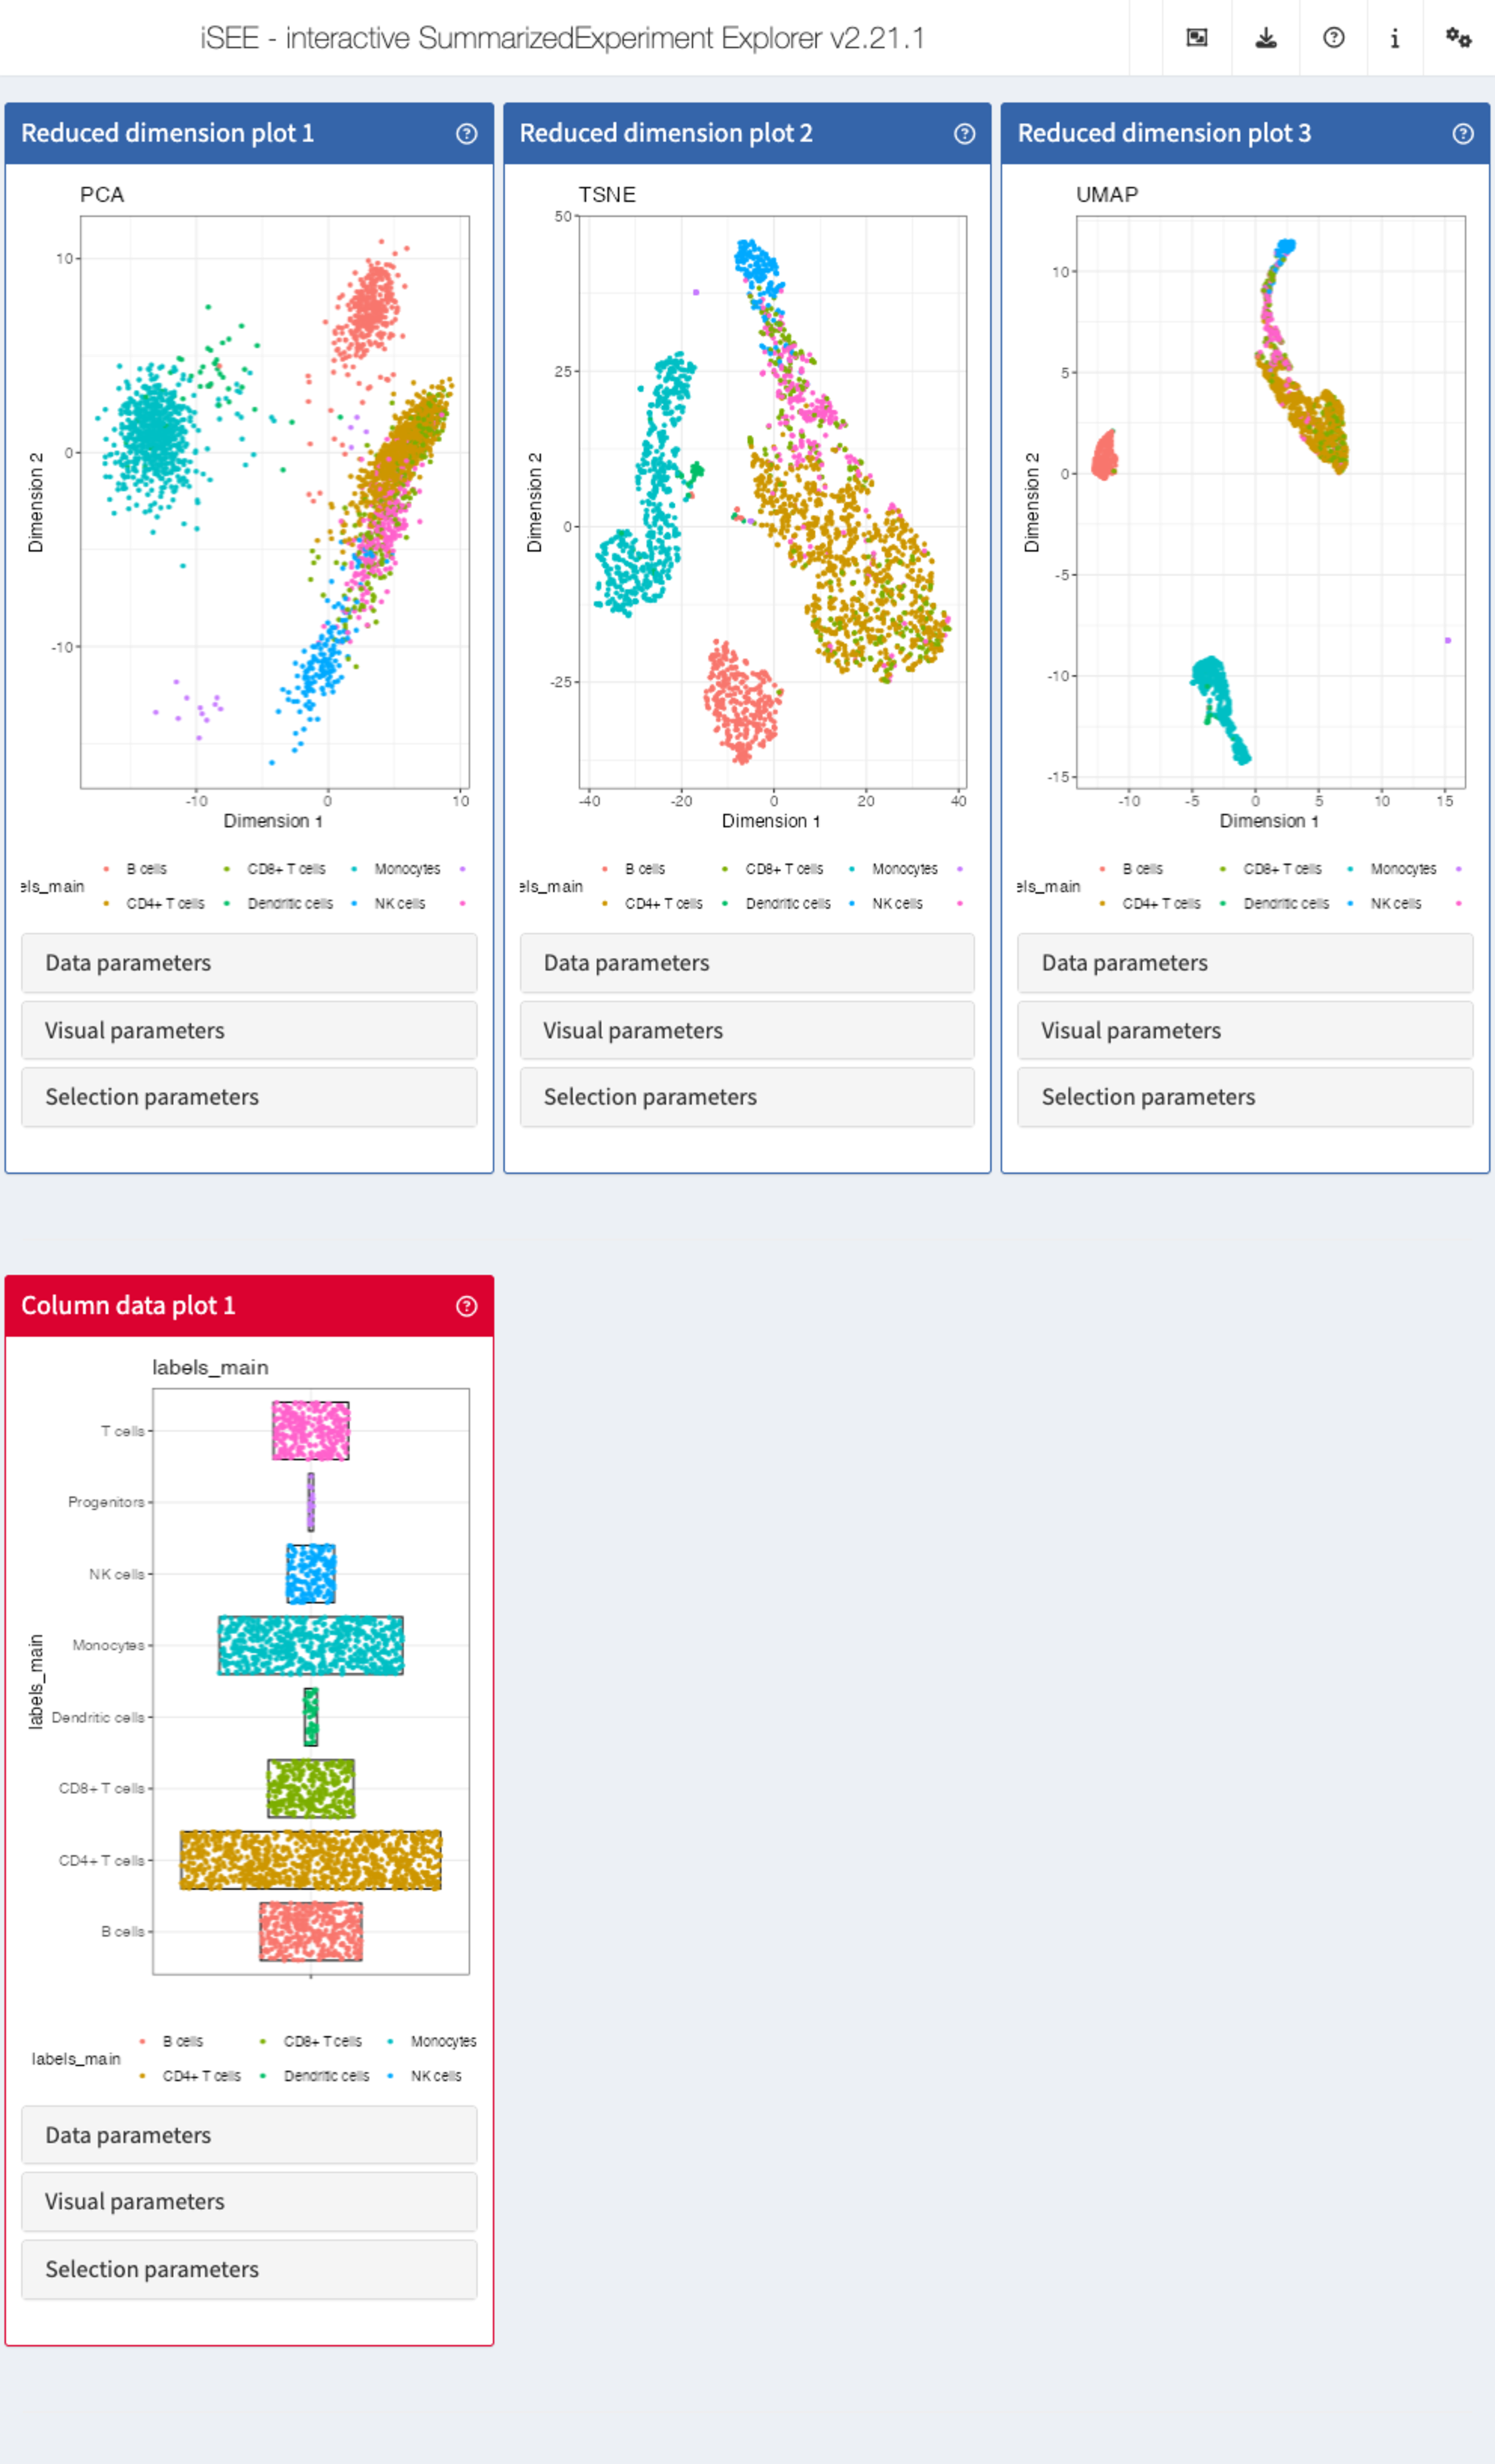 iSEE - interactive SummarizedExperiment Explorer v2.21.1
Reduced dimension plot 1
PCA
10
0
-10
Dimension 2
-10 0 10
Dimension 1
els_main
B cells CD8+ T cells Monocytes
CD4+ T cells Dendritic cells NK cells
Data parameters
Visual parameters
Selection parameters
Reduced dimension plot 2
TSNE
50
25
0
-25
Dimension 2
-40 -20 0 20 40
Dimension 1
els_main
B cells CD8+ T cells Monocytes
CD4+ T cells Dendritic cells NK cells
Data parameters
Visual parameters
Selection parameters
Reduced dimension plot 3
UMAP
10
5
0
-5
-10
-15
Dimension 2
-10 -5 0 5 10 15
Dimension 1
els_main
B cells CD8+ T cells Monocytes
CD4+ T cells Dendritic cells NK cells
Data parameters
Visual parameters
Selection parameters
Column data plot 1
labels_main
T cells
Progenitors
NK cells
Monocytes
Dendritic cells
CD8+ T cells
CD4+ T cells
B cells
labels_main
labels_main
B cells CD8+ T cells Monocytes
CD4+ T cells Dendritic cells NK cells
Data parameters
Visual parameters
Selection parameters